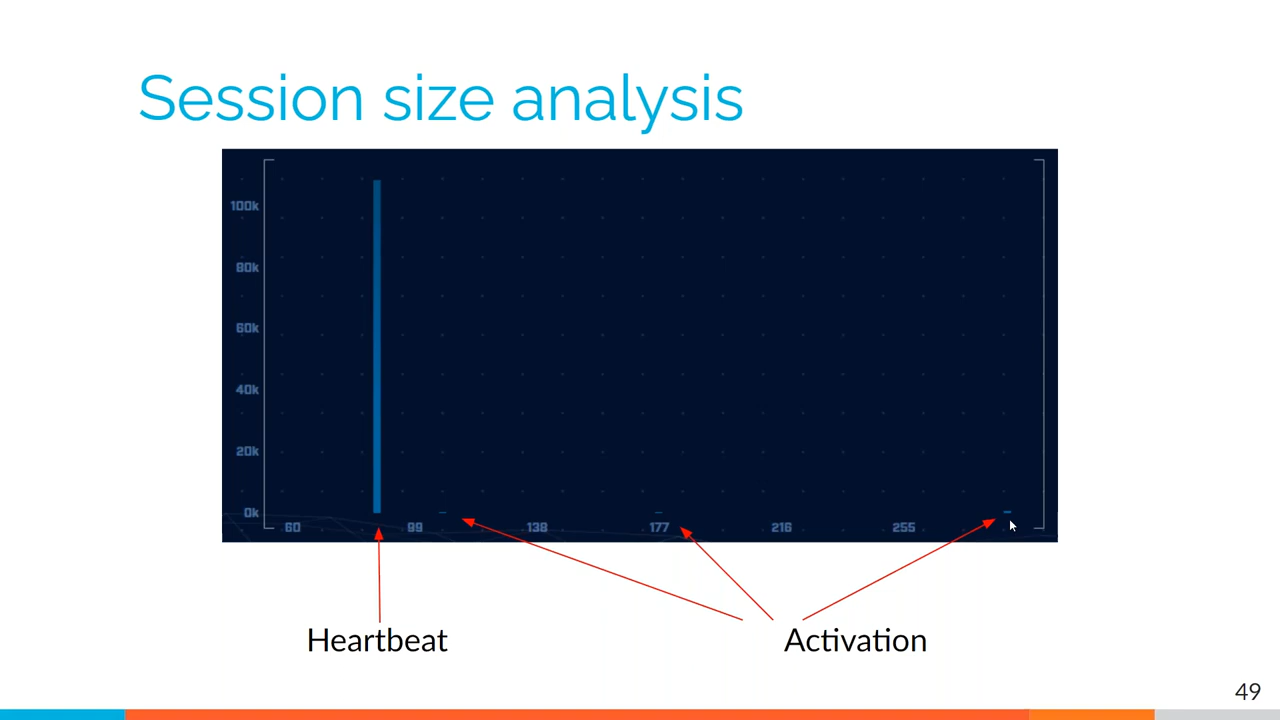 Session size analysis
100k
80k
60k
40k
20k
0k
60 99 138 177 216 255
Heartbeat Activation
49